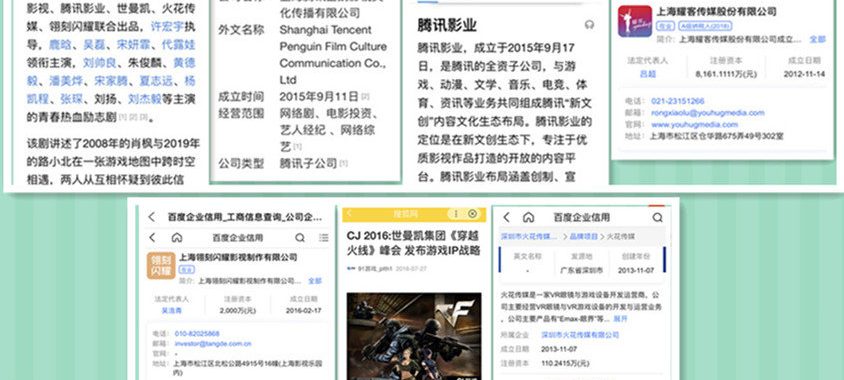 影视、腾讯影业、世曼凯、火花传
媒、翎刻闪耀联合出品，许宏宇执
导，鹿晗、吴磊、宋妍霏、代露娃
领衔主演，刘帅良、朱俊麟、黄德
毅、潘美烨、宋家腾、夏志远、杨
凯程、张琛、刘扬、刘杰毅等主演
的青春热血励志剧 [1] [2] [3]。
该剧讲述了2008年的肖枫与2019年
的路小北在一张游戏地图中跨时空
相遇，两人从互相怀疑到彼此信
化传播有限公司
外文名称 Shanghai Tencent
Penguin Film Culture
Communication Co.,
Ltd
成立时间 2015年9月11日 [2]
经营范围 网络剧、电影投资、
艺人经纪 、网络综
艺 [1]
公司类型 腾讯子公司 [1]
腾讯影业
腾讯影业，成立于2015年9月17
日，是腾讯的全资子公司，与游
戏、动漫、文学、音乐、电竞、体
育、资讯等业务共同组成腾讯“新文
创”内容文化生态布局。腾讯影业的
定位是在新文创生态下，专注于优
质影视作品打造的开放的内容平
台。腾讯影业布局涵盖创制、宣
上海耀客传媒股份有限公司
在业 A级纳税人(2018)
简介：上海耀客传媒股份有限公司成立... 全部
法定代表人 注册资本 成立日期
吕超 8,161.1111万(元) 2012-11-14
电话： 021-23151266
邮箱： rongxiaolu@youhugmedia.com
官网： www.youhugmedia.com
地址： 上海市松江区仓华路675弄49号302室
百度企业信用_工商信息查询_公司企...
百度企业信用
翎刻
闪耀
上海翎刻闪耀影视制作有限公司
在业
简介：上海翎刻闪耀影视制作有限公司... 全部
法定代表人 注册资本 成立日期
吴浩青 2,000万(元) 2016-02-17
电话： 010-82025868
邮箱： investor@tangde.com.cn
官网： -
地址： 上海市松江区北松公路4915号16幢(上海影视乐园
内)
搜狐网
CJ 2016:世曼凯集团《穿越
火线》峰会 发布游戏IP战略
91游戏_pth1 2016-07-27
CF
百度企业信用
深圳市火花传媒... > 品牌项目 > 火花传媒
英文名称 发源地 创建年份
- 广东省深圳市 2013-11-07
火花传媒是一家VR眼镜与游戏设备开发运营商，公
司主要经营VR眼镜与VR游戏设备的开发与运营业务
，公司主要产品有“Emax-眼界”等... 展开
所属企业 深圳市火花传媒有限公司
成立日期 2013-11-07
注册资本 110.2415万(元)